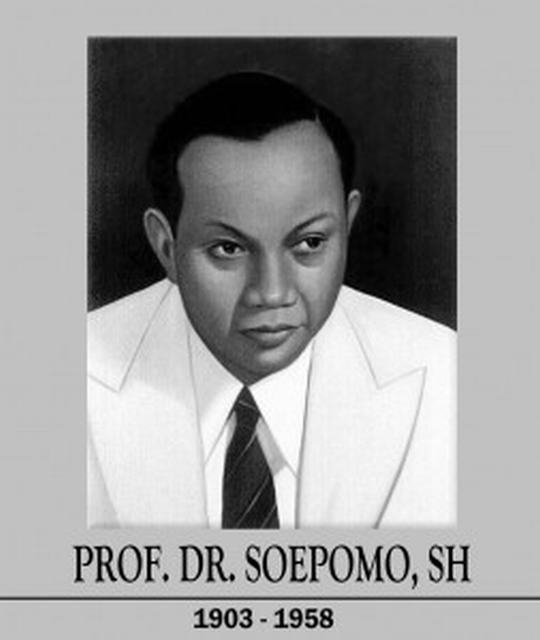 PROF. DR. SOEPOMO, SH
1903 - 1958